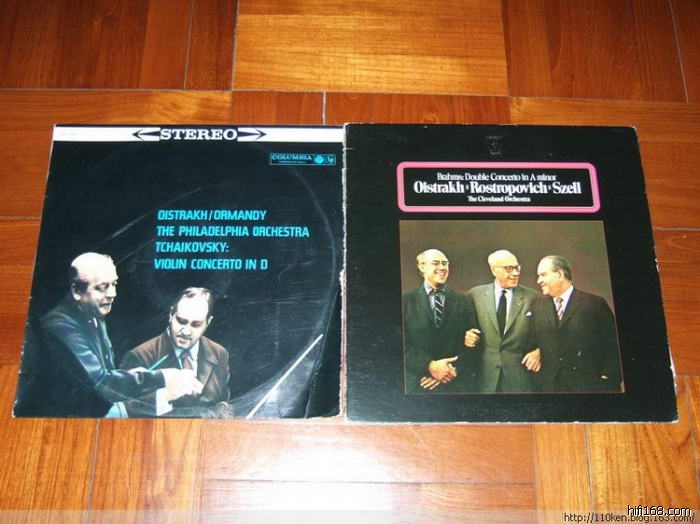 STEREO
COLUMBIA
OISTRAKH/ORMANDY
THE PHILADELPHIA ORCHESTRA
TCHAIKOVSKY:
VIOLIN CONCERTO IN D
Brahms: Double Concerto in A minor
Oistrakh·Rostropovich·Szell
The Cleveland Orchestra
hifi168.com
http://110ken.blog.163.com/